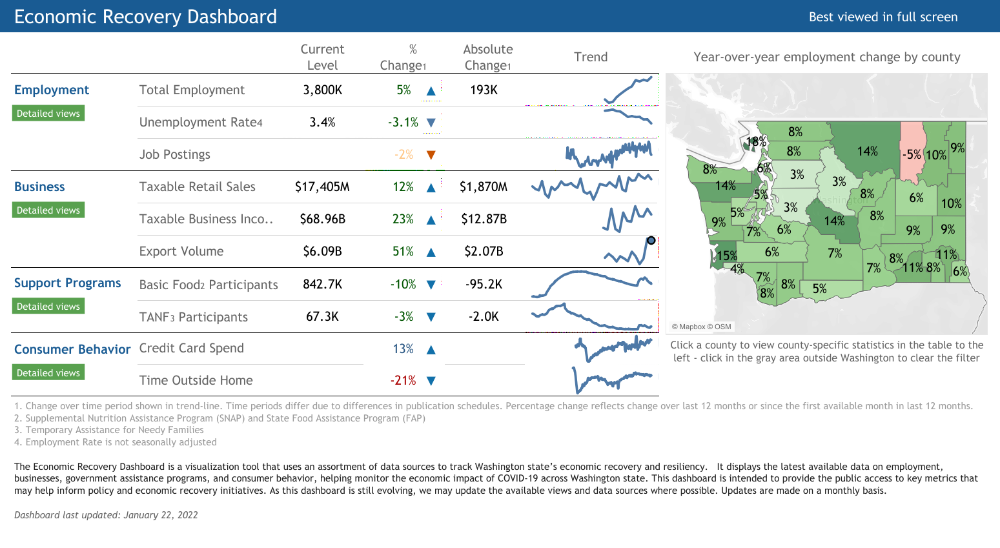 Economic Recovery Dashboard
Best viewed in full screen
Current Level
% Change1
Absolute Change1
Trend
Year-over-year employment change by county
Employment
Detailed views
Total Employment 3,800K 5% ▲ 193K
Unemployment Rate4 3.4% -3.1% ▼
Job Postings -2% ▼
Business
Detailed views
Taxable Retail Sales $17,405M 12% ▲ $1,870M
Taxable Business Inco.. $68.96B 23% ▲ $12.87B
Export Volume $6.09B 51% ▲ $2.07B
Support Programs
Detailed views
Basic Food2 Participants 842.7K -10% ▼ -95.2K
TANF3 Participants 67.3K -3% ▼ -2.0K
Consumer Behavior
Detailed views
Credit Card Spend 13% ▲
Time Outside Home -21% ▼
18% 8% 14% -5% 10% 9%
8%
8% 6% 3% 3%
14% 5% 8% 6% 10%
5% 3% 8%
9% 7% 6% 14% 9% 9%
15% 6% 7% 8% 11%
4% 7% 8% 5% 7% 11% 8% 6%
8%
Washington
© Mapbox © OSM
Click a county to view county-specific statistics in the table to the
left - click in the gray area outside Washington to clear the filter
1. Change over time period shown in trend-line. Time periods differ due to differences in publication schedules. Percentage change reflects change over last 12 months or since the first available month in last 12 months.
2. Supplemental Nutrition Assistance Program (SNAP) and State Food Assistance Program (FAP)
3. Temporary Assistance for Needy Families
4. Employment Rate is not seasonally adjusted
The Economic Recovery Dashboard is a visualization tool that uses an assortment of data sources to track Washington state’s economic recovery and resiliency. It displays the latest available data on employment,
businesses, government assistance programs, and consumer behavior, helping monitor the economic impact of COVID-19 across Washington state. This dashboard is intended to provide the public access to key metrics that
may help inform policy and economic recovery initiatives. As this dashboard is still evolving, we may update the available views and data sources where possible. Updates are made on a monthly basis.
Dashboard last updated: January 22, 2022